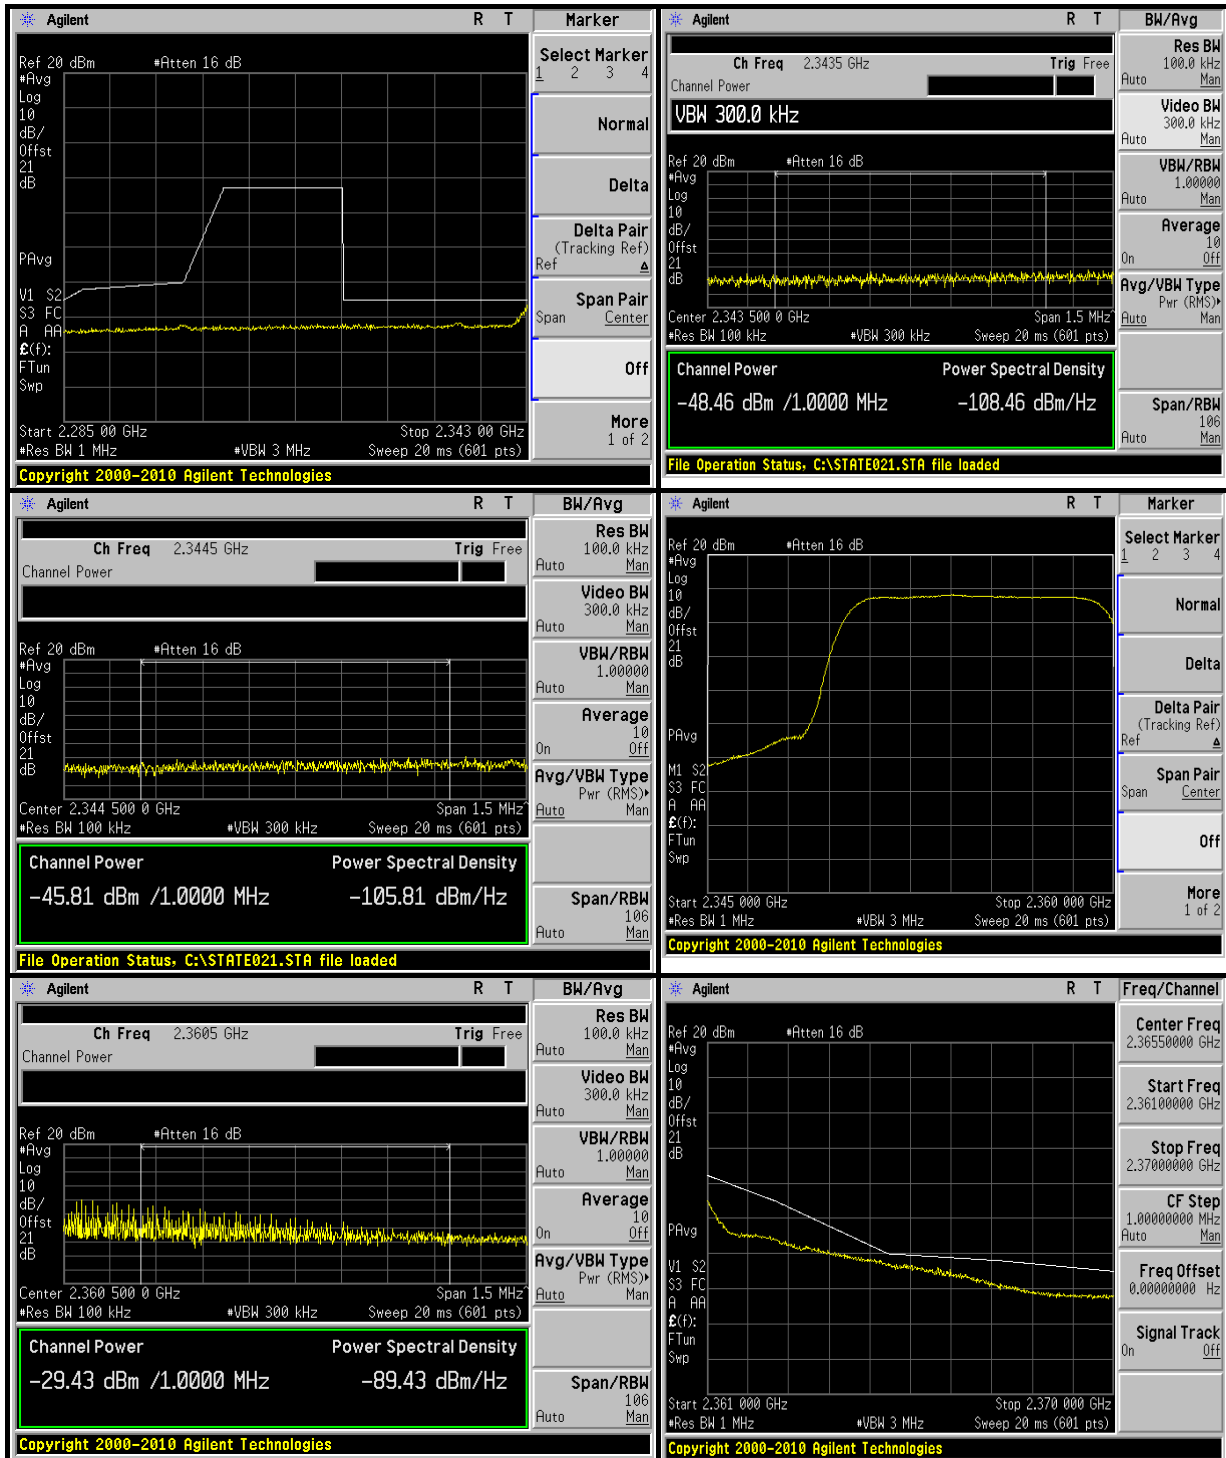 Agilent R T Marker
Ref 20 dBm #Atten 16 dB
#Avg
Log
10
dB/
Offst
21
dB
PAvg
V1 S2
S3 FC
A AA
£(f):
FTun
Swp
Start 2.285 00 GHz Stop 2.343 00 GHz
#Res BW 1 MHz #VBW 3 MHz Sweep 20 ms (601 pts)
Copyright 2000-2010 Agilent Technologies
Select Marker
1 2 3 4
Normal
Delta
Delta Pair
(Tracking Ref)
Ref Δ
Span Pair
Span Center
Off
More
1 of 2
Agilent R T BW/Avg
Ch Freq 2.3435 GHz Trig Free
Channel Power
VBW 300.0 kHz
Ref 20 dBm #Atten 16 dB
#Avg
Log
10
dB/
Offst
21
dB
Center 2.343 500 0 GHz Span 1.5 MHz^
#Res BW 100 kHz #VBW 300 kHz Sweep 20 ms (601 pts)
Channel Power Power Spectral Density
-48.46 dBm /1.0000 MHz -108.46 dBm/Hz
File Operation Status, C:\STATE021.STA file loaded
Res BW
100.0 kHz
Auto Man
Video BW
300.0 kHz
Auto Man
VBW/RBW
1.00000
Auto Man
Average
10
On Off
Avg/VBW Type
Pwr (RMS)▸
Auto Man
Span/RBW
106
Auto Man
Agilent R T BW/Avg
Ch Freq 2.3445 GHz Trig Free
Channel Power
Ref 20 dBm #Atten 16 dB
#Avg
Log
10
dB/
Offst
21
dB
Center 2.344 500 0 GHz Span 1.5 MHz^
#Res BW 100 kHz #VBW 300 kHz Sweep 20 ms (601 pts)
Channel Power Power Spectral Density
-45.81 dBm /1.0000 MHz -105.81 dBm/Hz
File Operation Status, C:\STATE021.STA file loaded
Res BW
100.0 kHz
Auto Man
Video BW
300.0 kHz
Auto Man
VBW/RBW
1.00000
Auto Man
Average
10
On Off
Avg/VBW Type
Pwr (RMS)▸
Auto Man
Span/RBW
106
Auto Man
Agilent R T Marker
Ref 20 dBm #Atten 16 dB
#Avg
Log
10
dB/
Offst
21
dB
PAvg
M1 S2
S3 FC
A AA
£(f):
FTun
Swp
Start 2.345 000 GHz Stop 2.360 000 GHz
#Res BW 1 MHz #VBW 3 MHz Sweep 20 ms (601 pts)
Copyright 2000-2010 Agilent Technologies
Select Marker
1 2 3 4
Normal
Delta
Delta Pair
(Tracking Ref)
Ref Δ
Span Pair
Span Center
Off
More
1 of 2
Agilent R T BW/Avg
Ch Freq 2.3605 GHz Trig Free
Channel Power
Ref 20 dBm #Atten 16 dB
#Avg
Log
10
dB/
Offst
21
dB
Center 2.360 500 0 GHz Span 1.5 MHz^
#Res BW 100 kHz #VBW 300 kHz Sweep 20 ms (601 pts)
Channel Power Power Spectral Density
-29.43 dBm /1.0000 MHz -89.43 dBm/Hz
Copyright 2000-2010 Agilent Technologies
Res BW
100.0 kHz
Auto Man
Video BW
300.0 kHz
Auto Man
VBW/RBW
1.00000
Auto Man
Average
10
On Off
Avg/VBW Type
Pwr (RMS)▸
Auto Man
Span/RBW
106
Auto Man
Agilent R T Freq/Channel
Ref 20 dBm #Atten 16 dB
#Avg
Log
10
dB/
Offst
21
dB
PAvg
V1 S2
S3 FC
A AA
£(f):
FTun
Swp
Start 2.361 000 GHz Stop 2.370 000 GHz
#Res BW 1 MHz #VBW 3 MHz Sweep 20 ms (601 pts)
Copyright 2000-2010 Agilent Technologies
Center Freq
2.36550000 GHz
Start Freq
2.36100000 GHz
Stop Freq
2.37000000 GHz
CF Step
1.00000000 MHz
Auto Man
Freq Offset
0.00000000 Hz
Signal Track
On Off